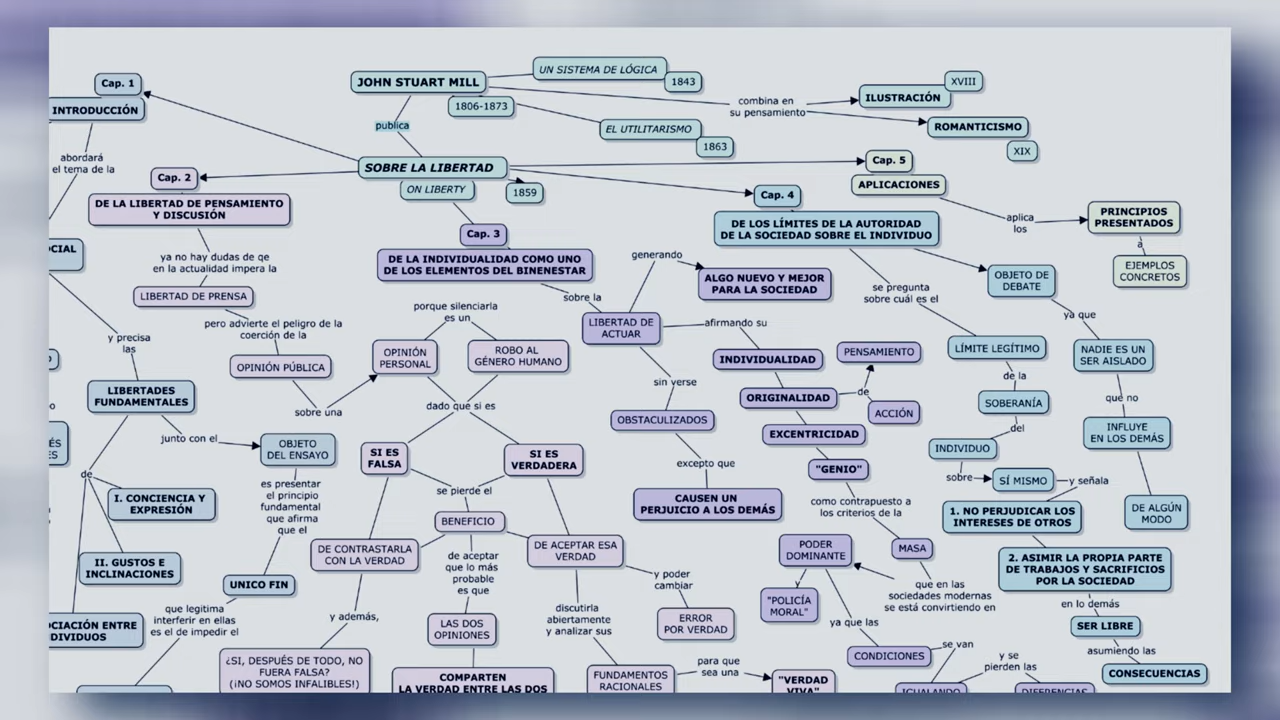 JOHN STUART MILL
1806-1873
UN SISTEMA DE LÓGICA
1843
EL UTILITARISMO
1863
combina en
su pensamiento
XVIII
ILUSTRACIÓN
ROMANTICISMO
XIX
publica
SOBRE LA LIBERTAD
ON LIBERTY
1859
Cap. 1
INTRODUCCIÓN
abordará
el tema de la
y precisa
las
LIBERTADES
FUNDAMENTALES
junto con el
OBJETO
DEL ENSAYO
es presentar
el principio
fundamental
que afirma
que el
UNICO FIN
que legitima
interferir en ellas
es el de impedir el
de
I. CONCIENCIA Y
EXPRESIÓN
II. GUSTOS E
INCLINACIONES
OCIACIÓN ENTRE
DIVIDUOS
OCIAL
Cap. 2
DE LA LIBERTAD DE PENSAMIENTO
Y DISCUSIÓN
ya no hay dudas de qe
en la actualidad impera la
LIBERTAD DE PRENSA
pero advierte el peligro de la
coerción de la
OPINIÓN PÚBLICA
sobre una
OPINIÓN
PERSONAL
porque silenciarla
es un
ROBO AL
GÉNERO HUMANO
dado que si es
SI ES
FALSA
SI ES
VERDADERA
se pierde el
BENEFICIO
DE CONTRASTARLA
CON LA VERDAD
de aceptar
que lo más
probable
es que
DE ACEPTAR ESA
VERDAD
y además,
¿SI, DESPUÉS DE TODO, NO
FUERA FALSA?
(¡NO SOMOS INFALIBLES!)
LAS DOS
OPINIONES
COMPARTEN
LA VERDAD ENTRE LAS DOS
discutirla
abiertamente
y analizar sus
FUNDAMENTOS
RACIONALES
y poder
cambiar
ERROR
POR VERDAD
para que
sea una
"VERDAD
VIVA"
Cap. 3
DE LA INDIVIDUALIDAD COMO UNO
DE LOS ELEMENTOS DEL BINENESTAR
sobre la
LIBERTAD DE
ACTUAR
generando
ALGO NUEVO Y MEJOR
PARA LA SOCIEDAD
sin verse
OBSTACULIZADOS
excepto que
CAUSEN UN
PERJUICIO A LOS DEMÁS
afirmando su
INDIVIDUALIDAD
ORIGINALIDAD
de
PENSAMIENTO
ACCIÓN
EXCENTRICIDAD
"GENIO"
como contrapuesto a
los criterios de la
MASA
PODER
DOMINANTE
que en las
sociedades modernas
se está convirtiendo en
"POLICÍA
MORAL"
ya que las
CONDICIONES
se van
IGUALANDO
y se
pierden las
DIFERENCIAS
Cap. 4
DE LOS LÍMITES DE LA AUTORIDAD
DE LA SOCIEDAD SOBRE EL INDIVIDUO
se pregunta
sobre cuál es el
LÍMITE LEGÍTIMO
de la
SOBERANÍA
del
INDIVIDUO
sobre
SÍ MISMO
y señala
1. NO PERJUDICAR LOS
INTERESES DE OTROS
2. ASIMIR LA PROPIA PARTE
DE TRABAJOS Y SACRIFICIOS
POR LA SOCIEDAD
en lo demás
SER LIBRE
asumiendo las
CONSECUENCIAS
OBJETO DE
DEBATE
ya que
NADIE ES UN
SER AISLADO
que no
INFLUYE
EN LOS DEMÁS
DE ALGÚN
MODO
Cap. 5
APLICACIONES
aplica
los
PRINCIPIOS
PRESENTADOS
a
EJEMPLOS
CONCRETOS